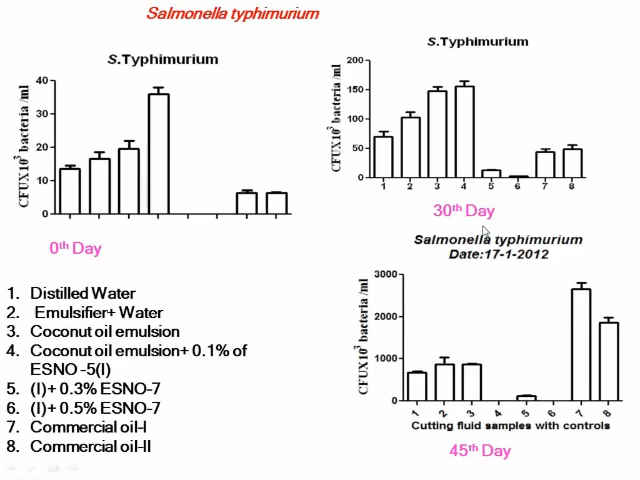 Salmonella typhimurium
S.Typhimurium
CFUX10³ bacteria /ml
40
30
20
10
0
0th Day
S.Typhimurium
CFUX10³ bacteria /ml
200
150
100
50
0
1 2 3 4 5 6 7 8
30th Day
Salmonella typhimurium
Date:17-1-2012
CFUX10³ bacteria /ml
3000
2000
1000
0
1 2 3 4 5 6 7 8
Cutting fluid samples with controls
45th Day
1. Distilled Water
2. Emulsifier+ Water
3. Coconut oil emulsion
4. Coconut oil emulsion+ 0.1% of
ESNO -5(I)
5. (I)+ 0.3% ESNO-7
6. (I)+ 0.5% ESNO-7
7. Commercial oil-I
8. Commercial oil-II